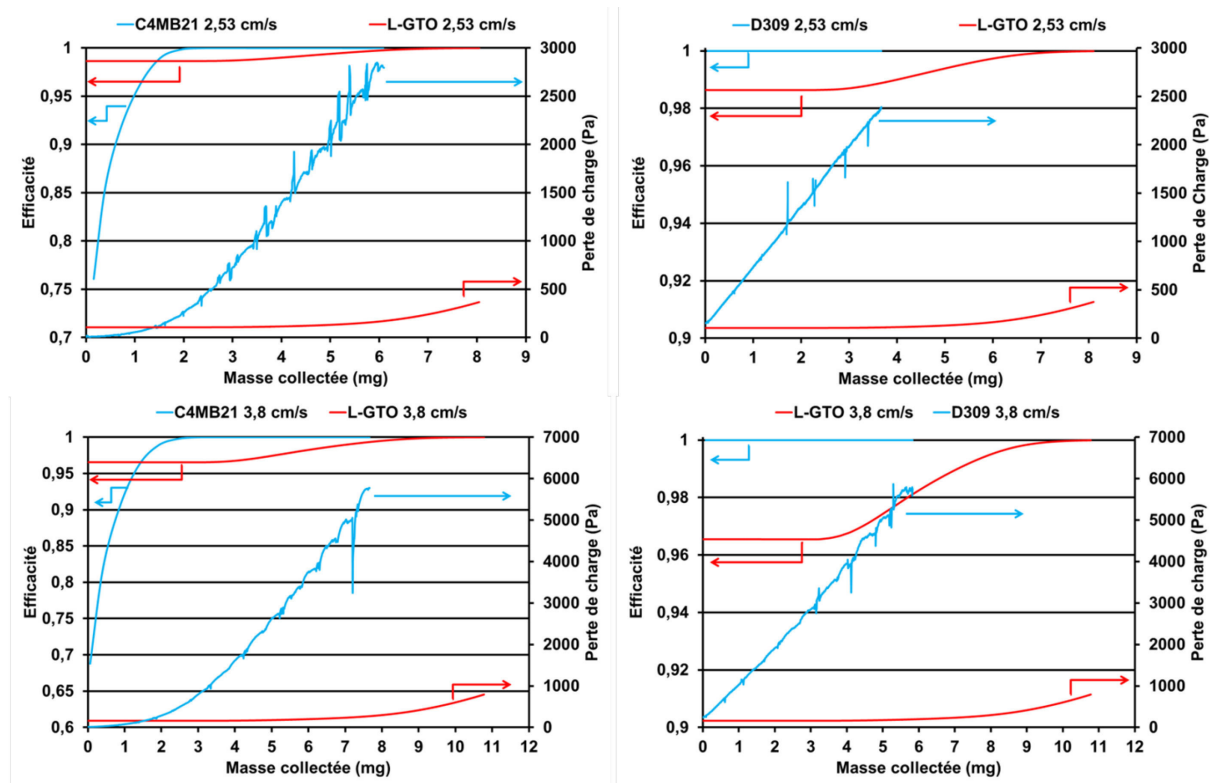 C4MB21 2,53 cm/s L-GTO 2,53 cm/s
Efficacité
1
0,95
0,9
0,85
0,8
0,75
0,7
3000
2500
2000
1500
1000
500
0
Perte de charge (Pa)
0 1 2 3 4 5 6 7 8 9
Masse collectée (mg)
D309 2,53 cm/s L-GTO 2,53 cm/s
Efficacité
1
0,98
0,96
0,94
0,92
0,9
3000
2500
2000
1500
1000
500
0
Perte de Charge (Pa)
0 1 2 3 4 5 6 7 8 9
Masse collectée (mg)
C4MB21 3,8 cm/s L-GTO 3,8 cm/s
Efficacité
1
0,95
0,9
0,85
0,8
0,75
0,7
0,65
0,6
7000
6000
5000
4000
3000
2000
1000
0
Perte de charge (Pa)
0 1 2 3 4 5 6 7 8 9 10 11 12
Masse collectée (mg)
L-GTO 3,8 cm/s D309 3,8 cm/s
Efficacité
1
0,98
0,96
0,94
0,92
0,9
7000
6000
5000
4000
3000
2000
1000
0
Perte de charge (Pa)
0 1 2 3 4 5 6 7 8 9 10 11 12
Masse collectée (mg)